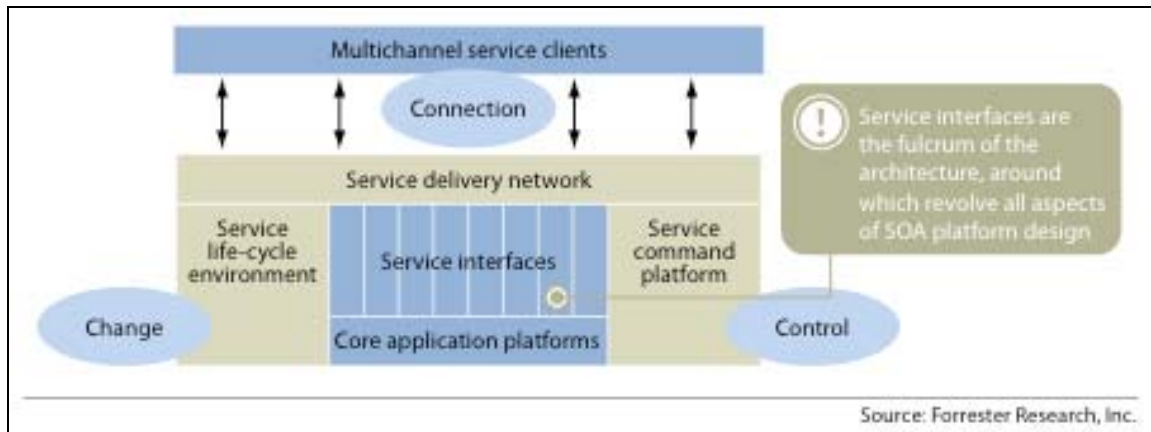 Multichannel service clients
Connection
Service interfaces are
the fulcrum of the
architecture, around
which revolve all aspects
of SOA platform design
Service delivery network
Service
life-cycle
environment
Service interfaces
Service
command
platform
Change
Core application platforms
Control
Source: Forrester Research, Inc.